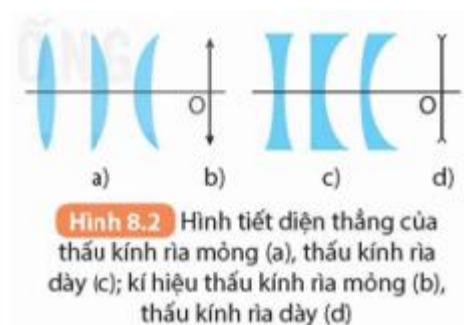 ỐNG
O
O
a)
b)
c)
d)
Hình 8.2 Hình tiết diện thẳng của
thấu kính rìa mỏng (a), thấu kính rìa
dày (c); kí hiệu thấu kính rìa mỏng (b),
thấu kính rìa dày (d)